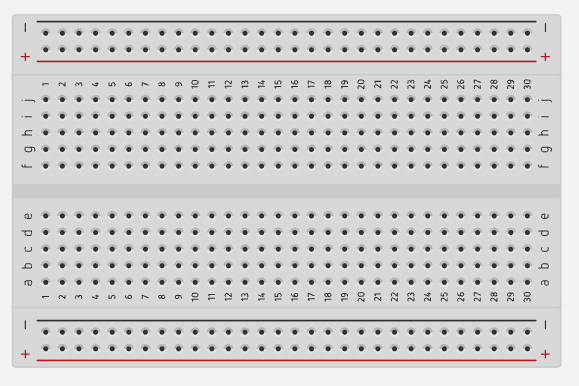 − −
+ +
1 2 3 4 5 6 7 8 9 10 11 12 13 14 15 16 17 18 19 20 21 22 23 24 25 26 27 28 29 30
j j
i i
h h
g g
f f
e e
d d
c c
b b
a a
1 2 3 4 5 6 7 8 9 10 11 12 13 14 15 16 17 18 19 20 21 22 23 24 25 26 27 28 29 30
− −
+ +